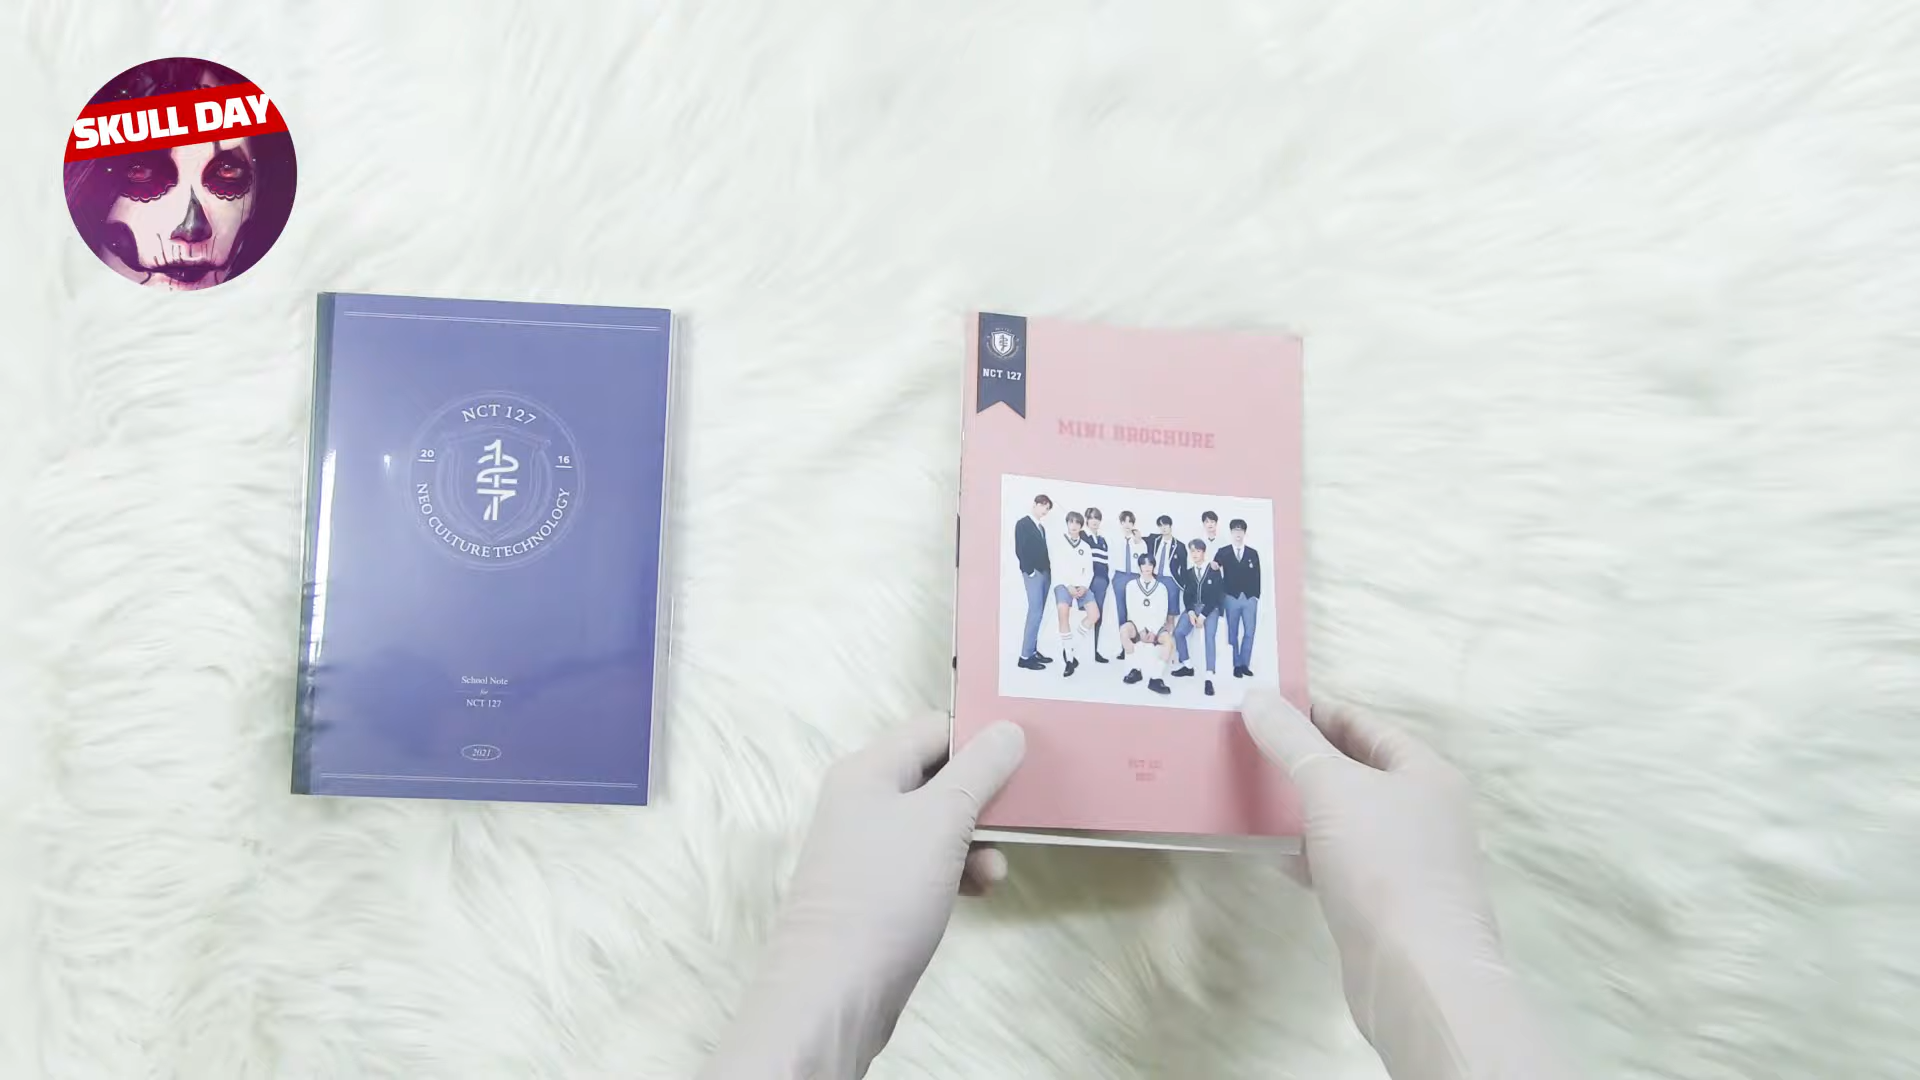 SKULL DAY
NCT 127
20 16
127
NEO CULTURE TECHNOLOGY
School Note
for
NCT 127
2021
NCT 127
MINI BROCHURE